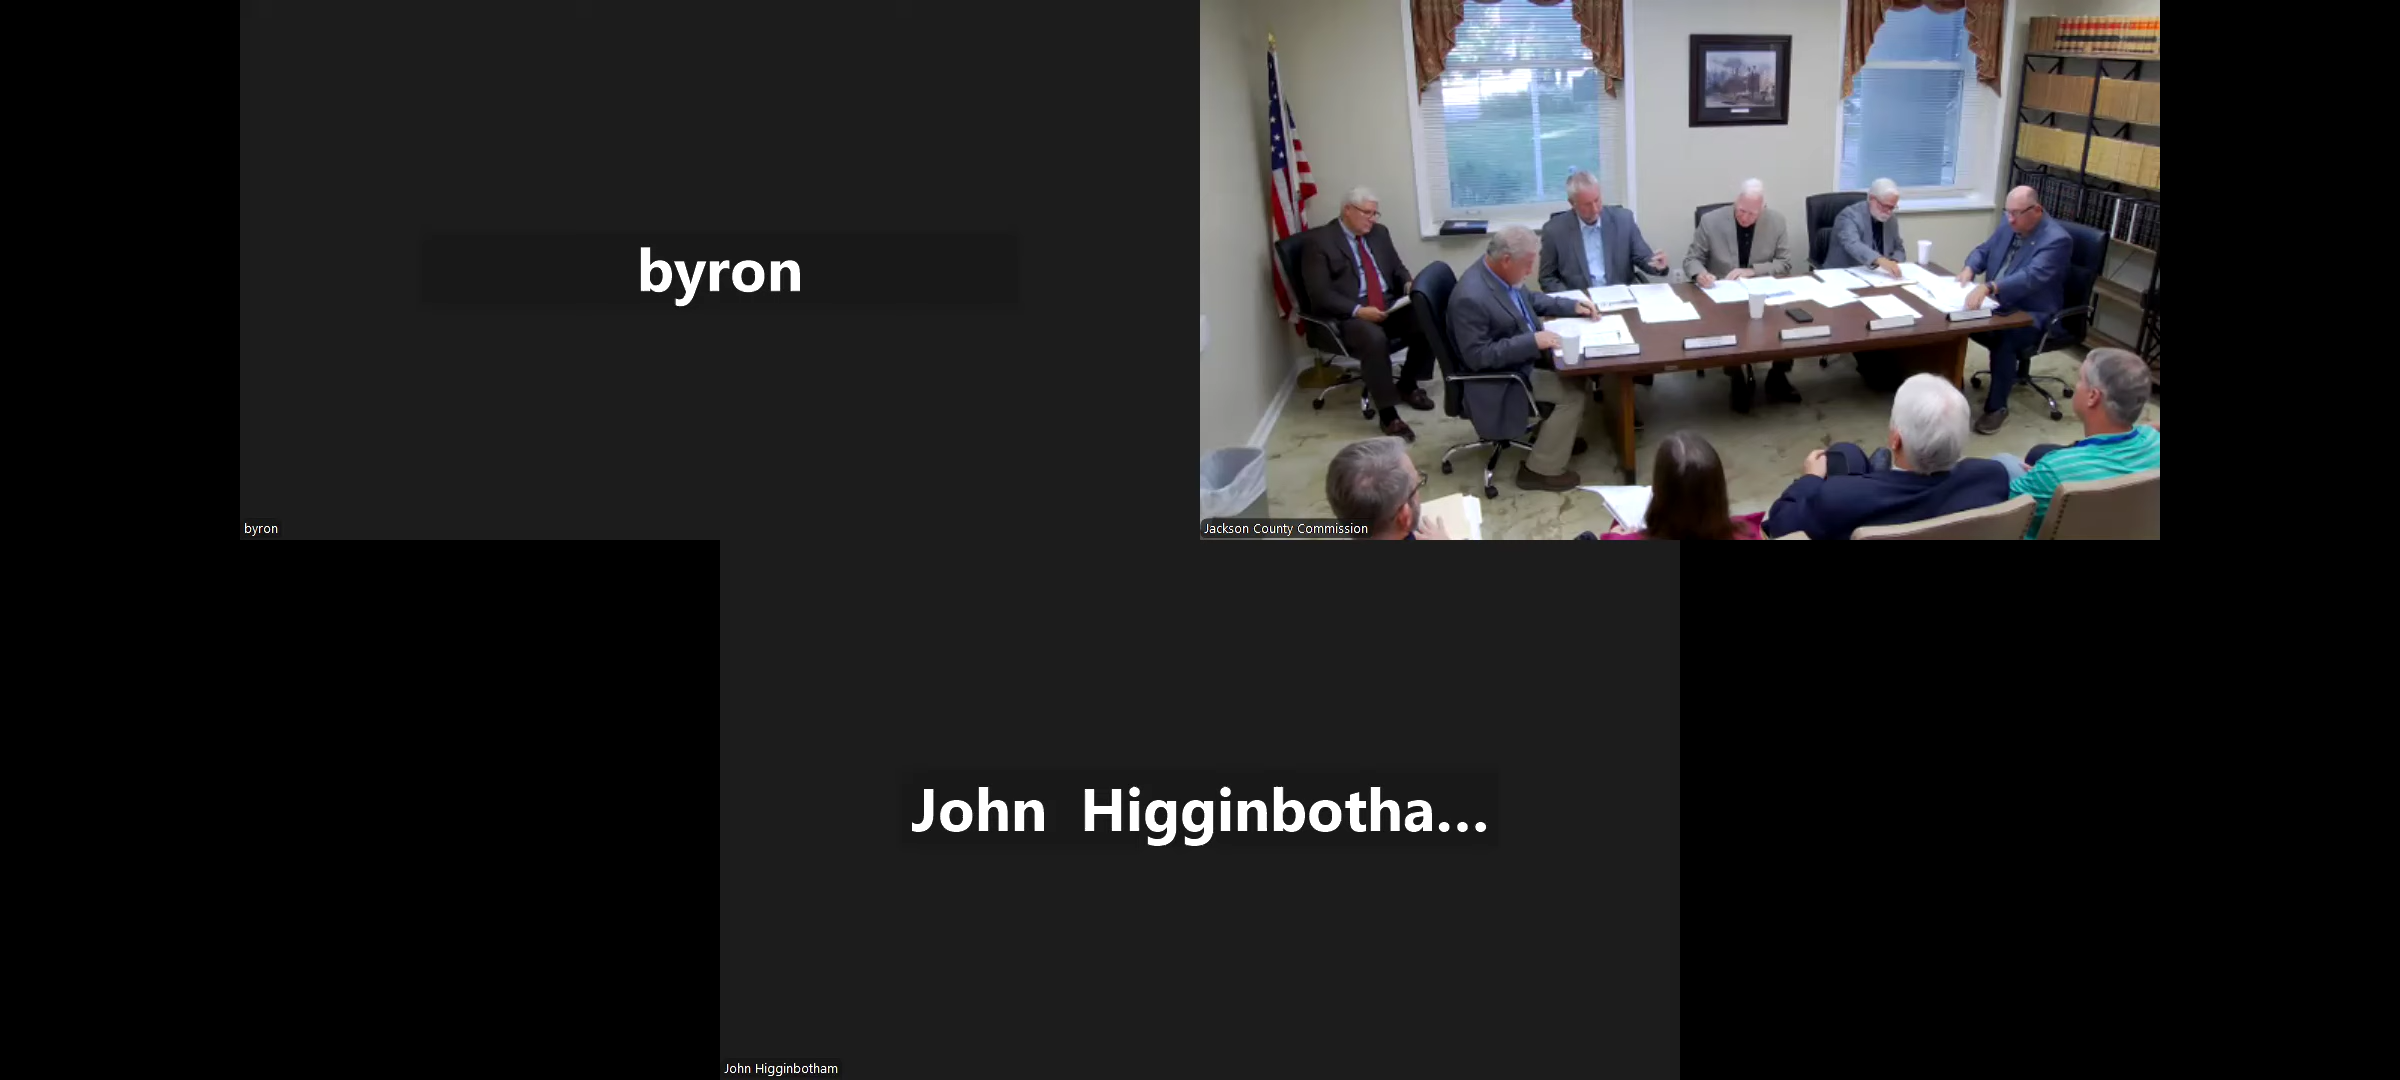 byron
byron
Jackson County Commission
John Higginbotha...
John Higginbotham